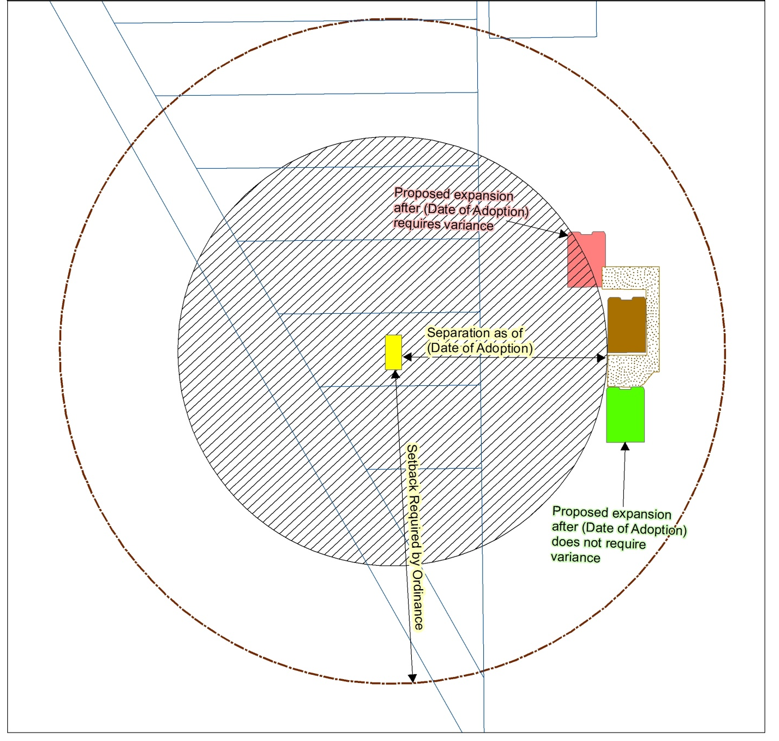 Proposed expansion
after (Date of Adoption)
requires variance
Separation as of
(Date of Adoption)
Setback Required by Ordinance
Proposed expansion
after (Date of Adoption)
does not require
variance